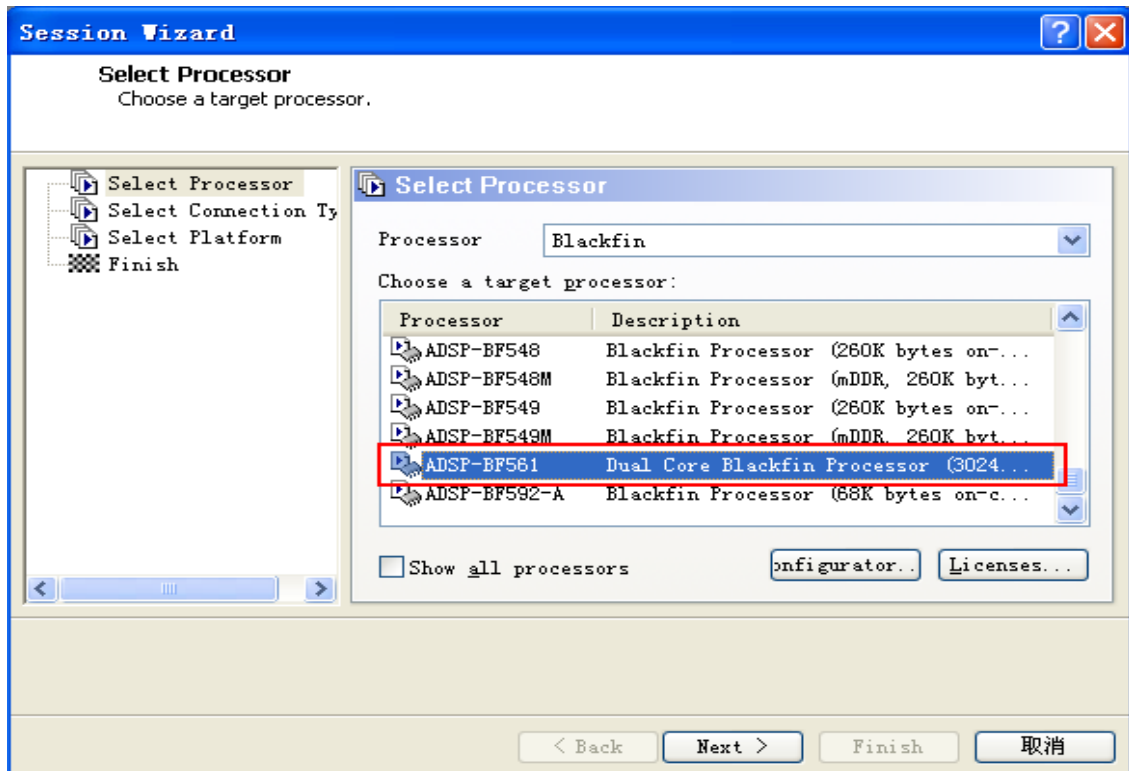 Session Wizard
Select Processor
Choose a target processor.
Select Processor
Select Connection Ty
Select Platform
Finish
Select Processor
Processor Blackfin
Choose a target processor:
Processor Description
ADSP-BF548 Blackfin Processor (260K bytes on-...
ADSP-BF548M Blackfin Processor (mDDR, 260K byt...
ADSP-BF549 Blackfin Processor (260K bytes on-...
ADSP-BF549M Blackfin Processor (mDDR, 260K byt...
ADSP-BF561 Dual Core Blackfin Processor (3024...
ADSP-BF592-A Blackfin Processor (68K bytes on-c...
Show all processors onfigurator.. Licenses...
< Back Next > Finish 取消